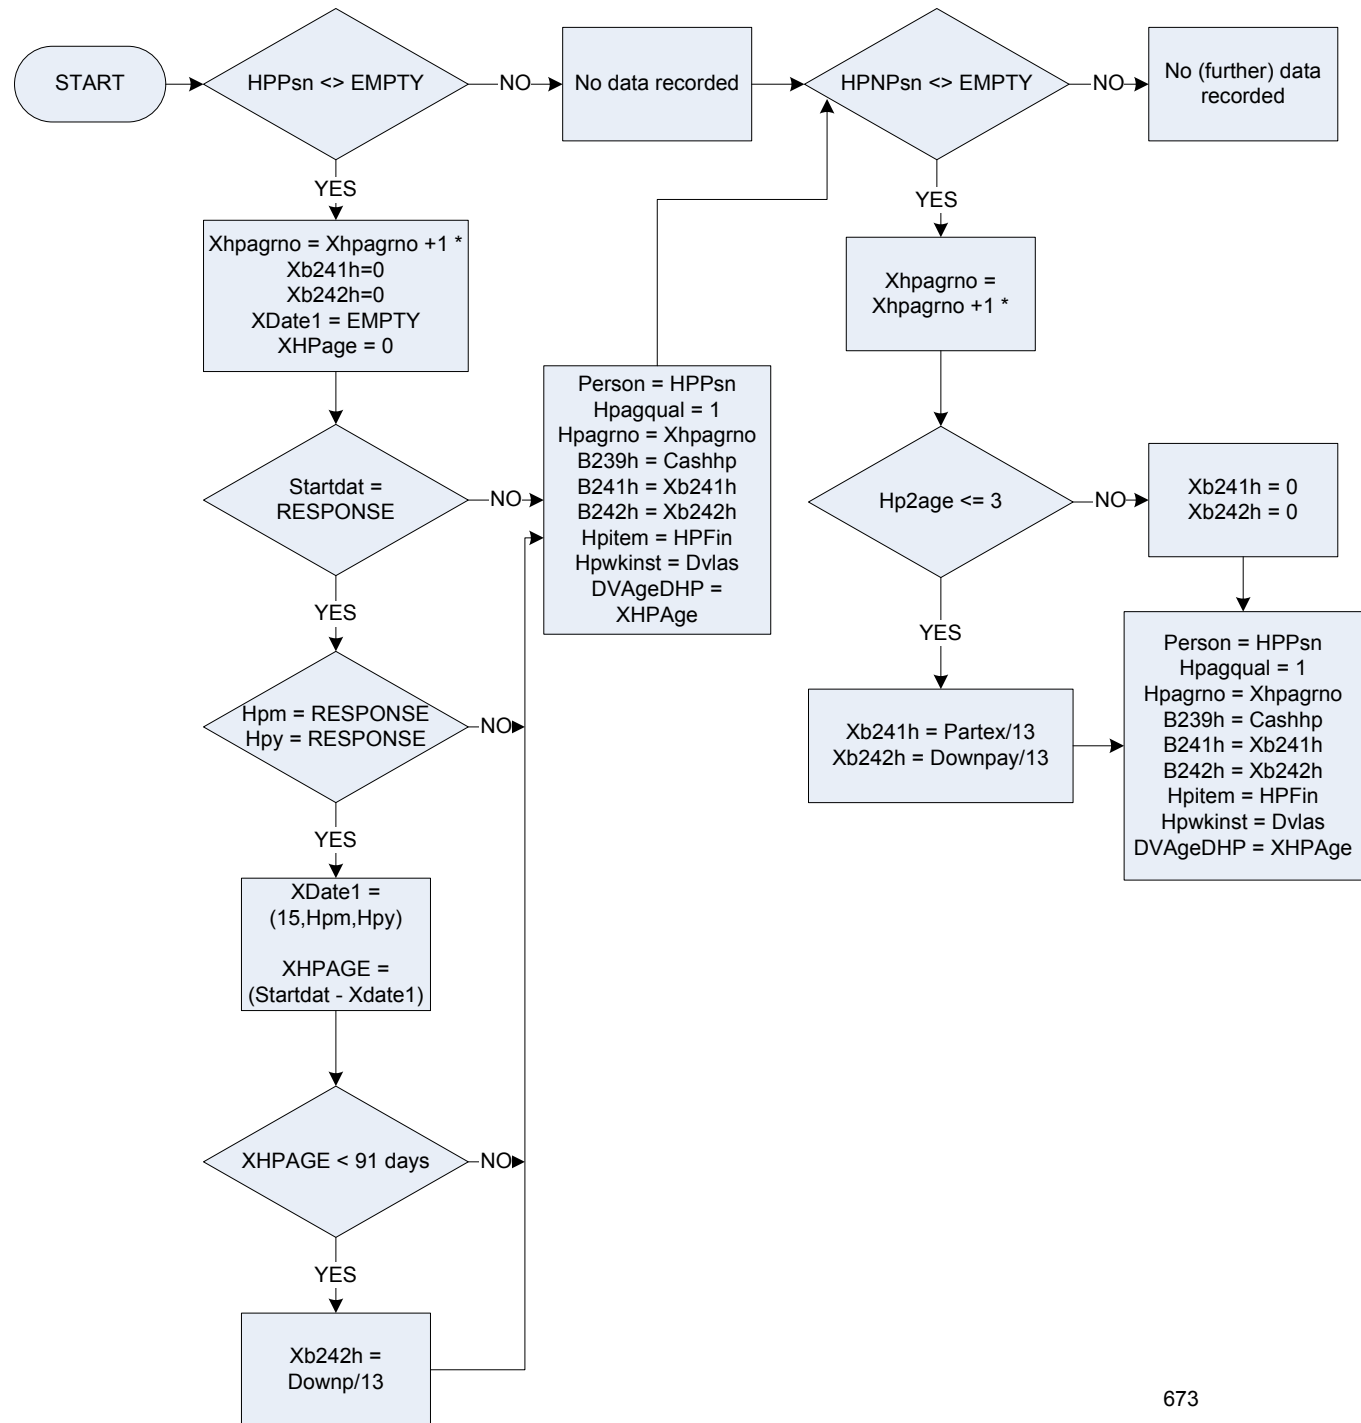 START
HPPsn <> EMPTY
NO
No data recorded
HPNPsn <> EMPTY
NO
No (further) data
recorded
YES
Xhpagrno = Xhpagrno +1 *
Xb241h=0
Xb242h=0
XDate1 = EMPTY
XHPage = 0
Startdat =
RESPONSE
NO
YES
Hpm = RESPONSE
Hpy = RESPONSE
NO
YES
XDate1 =
(15,Hpm,Hpy)
XHPAGE =
(Startdat - Xdate1)
XHPAGE < 91 days
NO
YES
Xb242h =
Downp/13
Person = HPPsn
Hpagqual = 1
Hpagrno = Xhpagrno
B239h = Cashhp
B241h = Xb241h
B242h = Xb242h
Hpitem = HPFin
Hpwkinst = Dvlas
DVAgeDHP =
XHPAge
YES
Xhpagrno =
Xhpagrno +1 *
Hp2age <= 3
NO
Xb241h = 0
Xb242h = 0
YES
Xb241h = Partex/13
Xb242h = Downpay/13
Person = HPPsn
Hpagqual = 1
Hpagrno = Xhpagrno
B239h = Cashhp
B241h = Xb241h
B242h = Xb242h
Hpitem = HPFin
Hpwkinst = Dvlas
DVAgeDHP = XHPAge
673